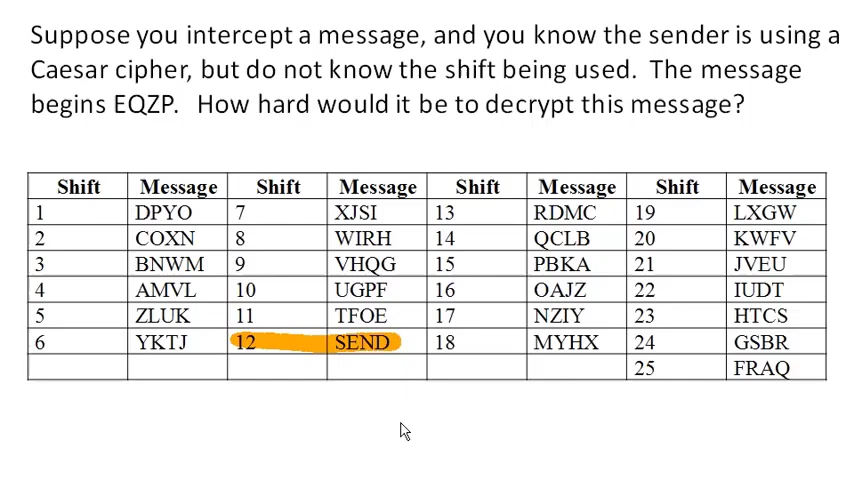 Suppose you intercept a message, and you know the sender is using a
Caesar cipher, but do not know the shift being used.  The message
begins EQZP.   How hard would it be to decrypt this message?
Shift Message Shift Message Shift Message Shift Message
1 DPYO 7 XJSI 13 RDMC 19 LXGW
2 COXN 8 WIRH 14 QCLB 20 KWFV
3 BNWM 9 VHQG 15 PBKA 21 JVEU
4 AMVL 10 UGPF 16 OAJZ 22 IUDT
5 ZLUK 11 TFOE 17 NZIY 23 HTCS
6 YKTJ 12 SEND 18 MYHX 24 GSBR
25 FRAQ